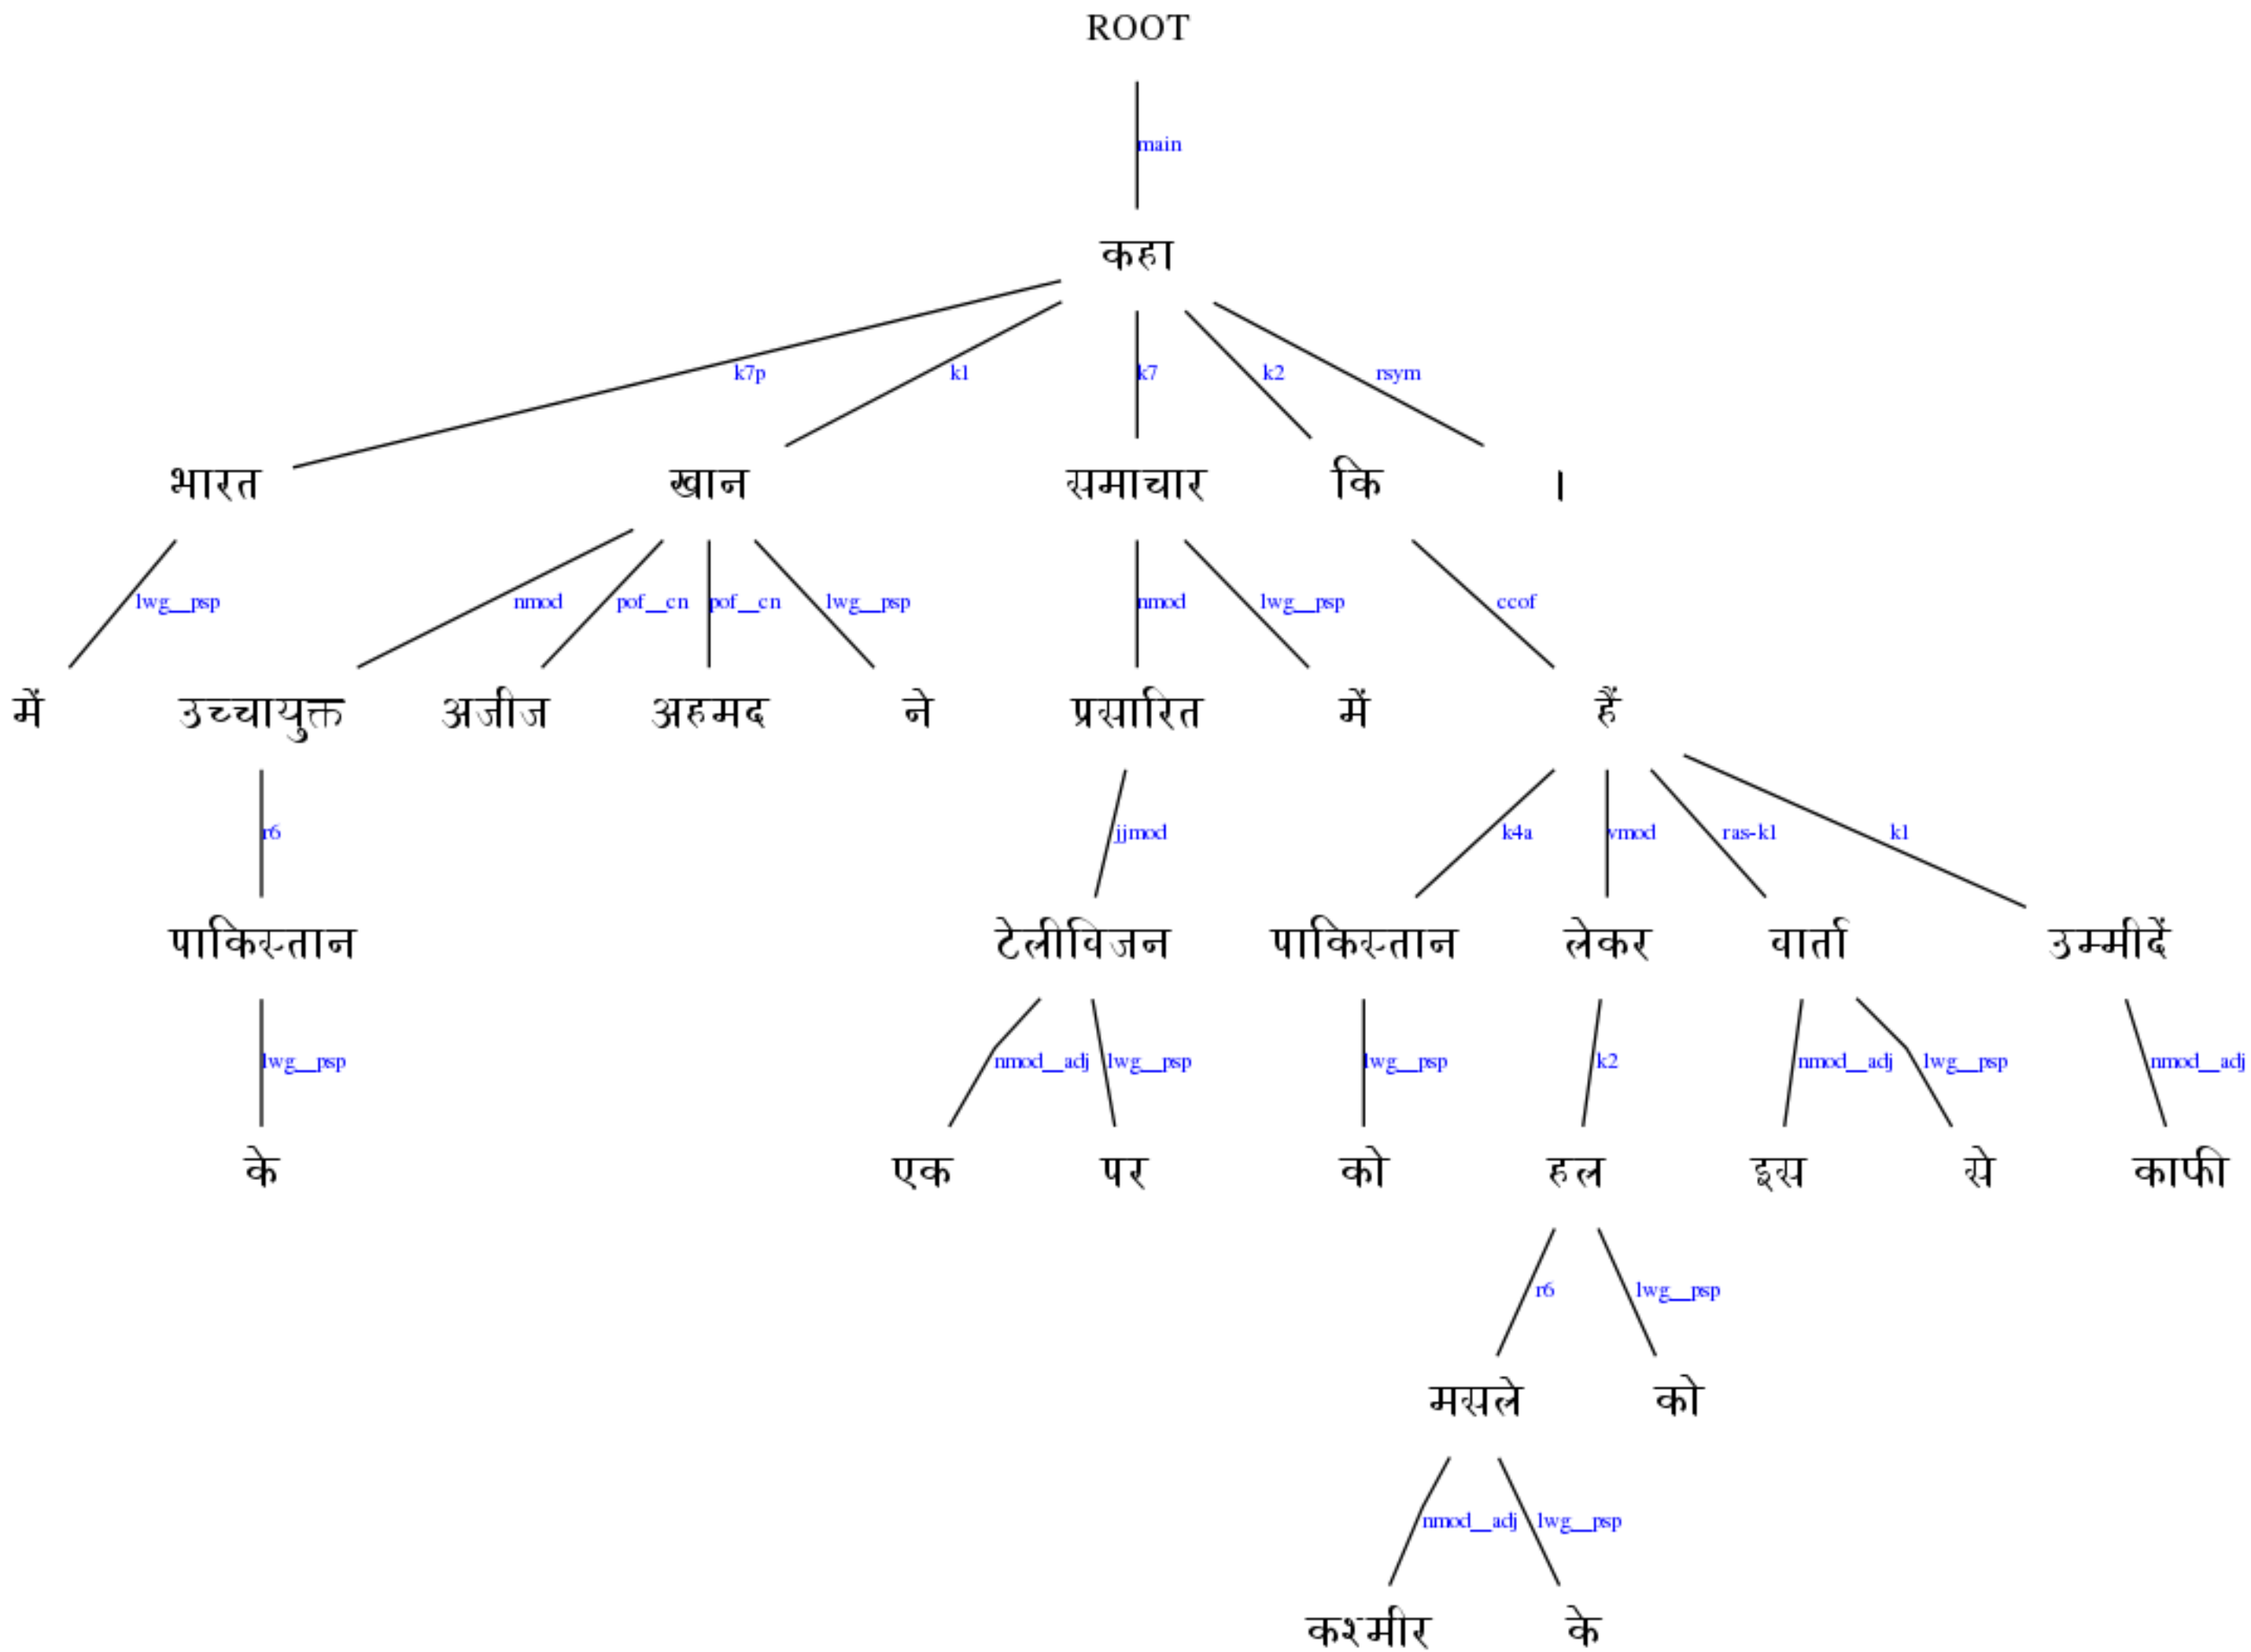 ROOT
main
कहा
k7p k1 k7 k2 rsym
भारत खान समाचार कि ।
lwg__psp nmod pof__cn pof__cn lwg__psp nmod lwg__psp ccof
में उच्चायुक्त अजीज अहमद ने प्रसारित में हैं
r6 jjmod k4a vmod ras-k1 k1
पाकिस्तान टेलीविजन पाकिस्तान लेकर वार्ता उम्मीदें
lwg__psp nmod__adj lwg__psp lwg__psp k2 nmod__adj lwg__psp nmod__adj
के एक पर को हल इस से काफी
r6 lwg__psp
मसले को
nmod__adj lwg__psp
कश्मीर के